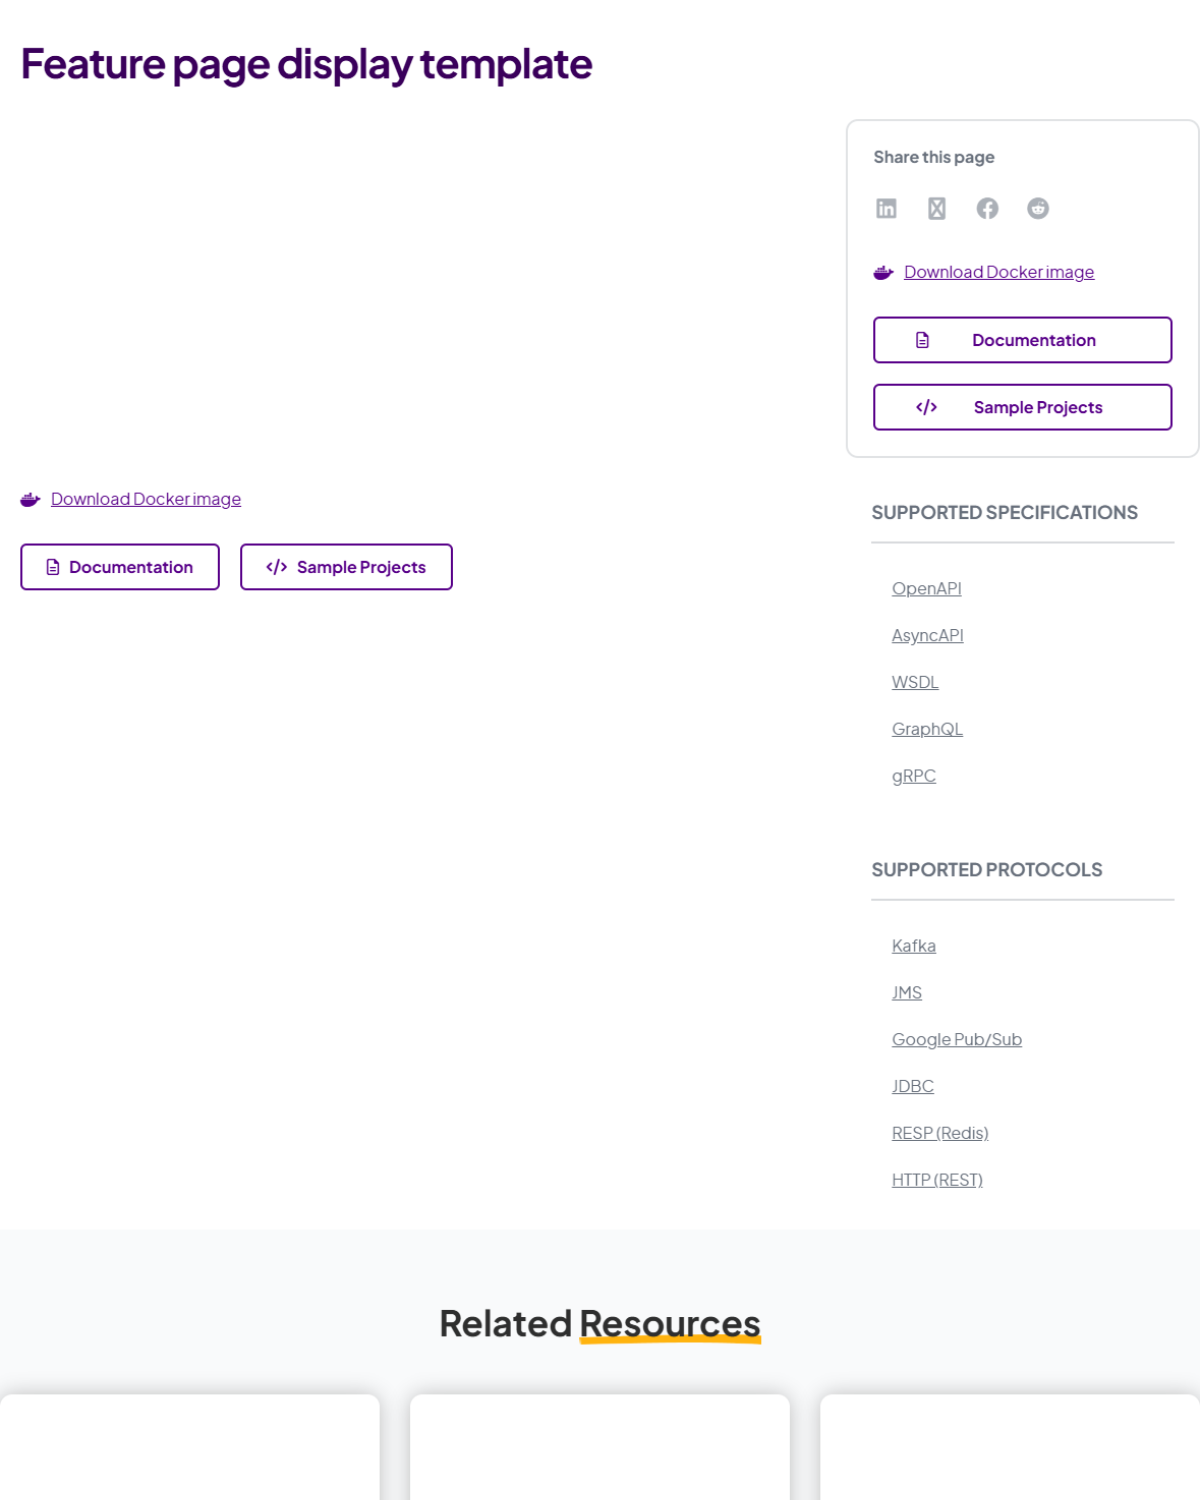 Feature page display template
Share this page
Download Docker image
Documentation
Sample Projects
Download Docker image
Documentation
Sample Projects
SUPPORTED SPECIFICATIONS
OpenAPI
AsyncAPI
WSDL
GraphQL
gRPC
SUPPORTED PROTOCOLS
Kafka
JMS
Google Pub/Sub
JDBC
RESP (Redis)
HTTP (REST)
Related Resources